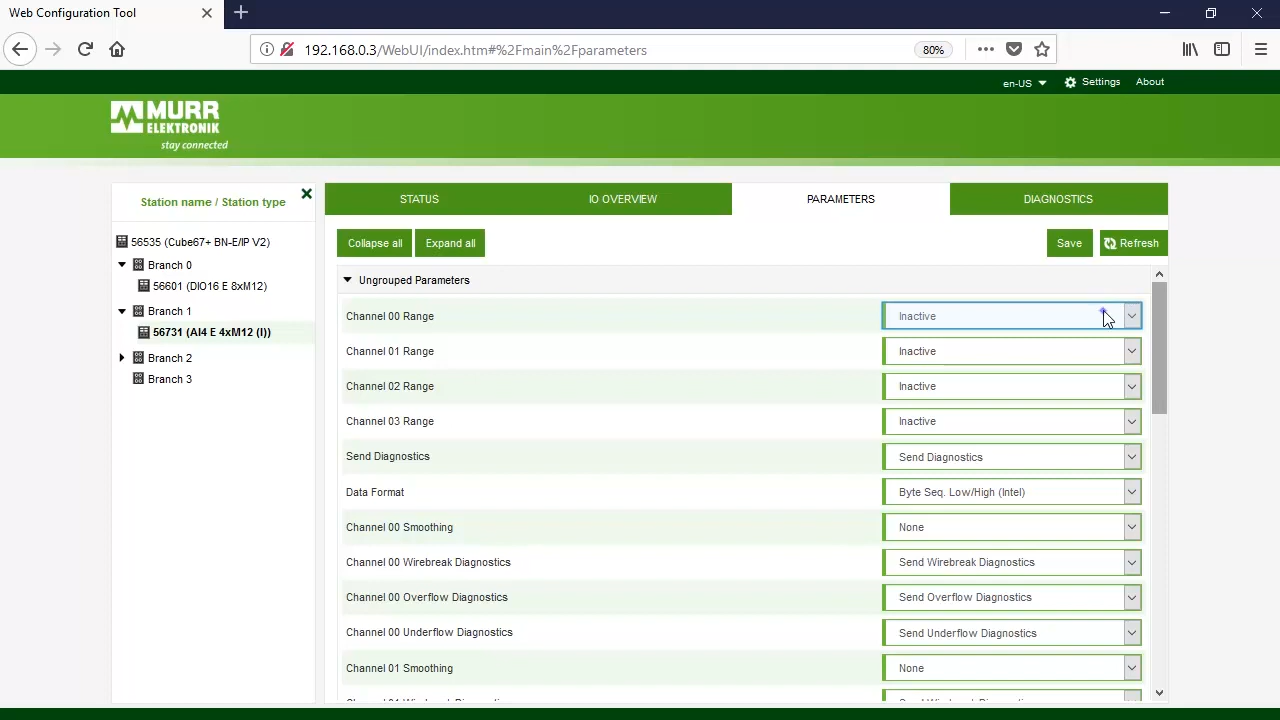 Web Configuration Tool
192.168.0.3/WebUI/index.htm#%2Fmain%2Fparameters
80%
en-US
Settings
About
MURR
ELEKTRONIK
stay connected
Station name / Station type
56535 (Cube67+ BN-E/IP V2)
Branch 0
56601 (DIO16 E 8xM12)
Branch 1
56731 (AI4 E 4xM12 (I))
Branch 2
Branch 3
STATUS
IO OVERVIEW
PARAMETERS
DIAGNOSTICS
Collapse all
Expand all
Save
Refresh
Ungrouped Parameters
Channel 00 Range
Inactive
Channel 01 Range
Inactive
Channel 02 Range
Inactive
Channel 03 Range
Inactive
Send Diagnostics
Send Diagnostics
Data Format
Byte Seq. Low/High (Intel)
Channel 00 Smoothing
None
Channel 00 Wirebreak Diagnostics
Send Wirebreak Diagnostics
Channel 00 Overflow Diagnostics
Send Overflow Diagnostics
Channel 00 Underflow Diagnostics
Send Underflow Diagnostics
Channel 01 Smoothing
None